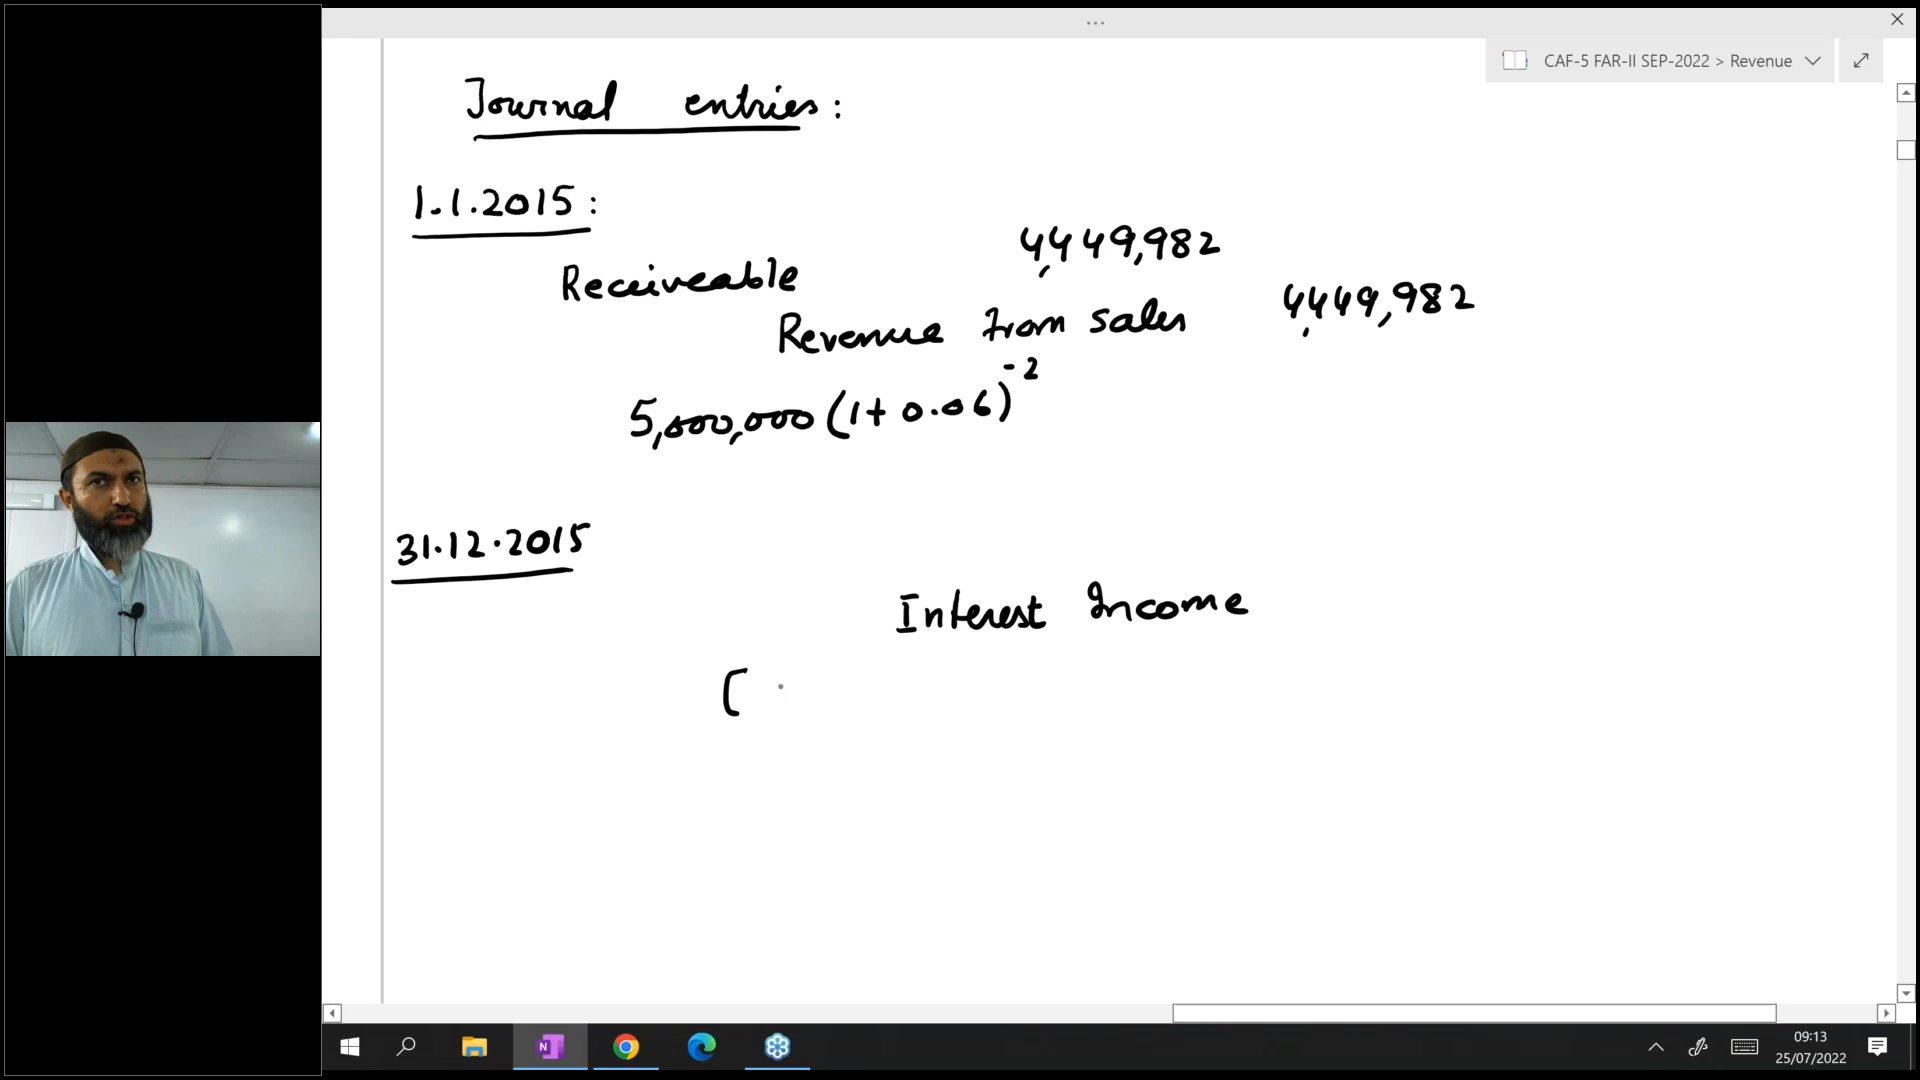 CAF-5 FAR-II SEP-2022 > Revenue
Journal entries:
1.1.2015:
Receiveable 4,449,982
Revenue from sales 4,449,982
5,000,000 (1+0.06)-2
31.12.2015
Interest Income
[
09:13
25/07/2022